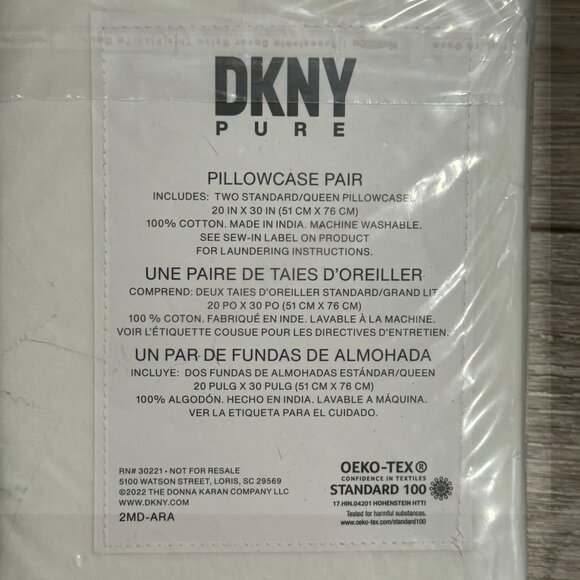 DKNY
PURE
PILLOWCASE PAIR
INCLUDES: TWO STANDARD/QUEEN PILLOWCASES
20 IN X 30 IN (51 CM X 76 CM)
100% COTTON. MADE IN INDIA. MACHINE WASHABLE.
SEE SEW-IN LABEL ON PRODUCT
FOR LAUNDERING INSTRUCTIONS.
UNE PAIRE DE TAIES D'OREILLER
COMPREND: DEUX TAIES D'OREILLER STANDARD/GRAND LIT
20 PO X 30 PO (51 CM X 76 CM)
100 % COTON. FABRIQUÉ EN INDE. LAVABLE À LA MACHINE.
VOIR L'ÉTIQUETTE COUSUE POUR LES DIRECTIVES D'ENTRETIEN.
UN PAR DE FUNDAS DE ALMOHADA
INCLUYE: DOS FUNDAS DE ALMOHADAS ESTÁNDAR/QUEEN
20 PULG X 30 PULG (51 CM X 76 CM)
100% ALGODÓN. HECHO EN INDIA. LAVABLE A MÁQUINA.
VER LA ETIQUETA PARA EL CUIDADO.
RN# 30221 • NOT FOR RESALE
5100 WATSON STREET, LORIS, SC 29569
©2022 THE DONNA KARAN COMPANY LLC
WWW.DKNY.COM
2MD-ARA
OEKO-TEX®
CONFIDENCE IN TEXTILES
STANDARD 100
17.HIN.04201 HOHENSTEIN HTTI
Tested for harmful substances.
www.oeko-tex.com/standard100